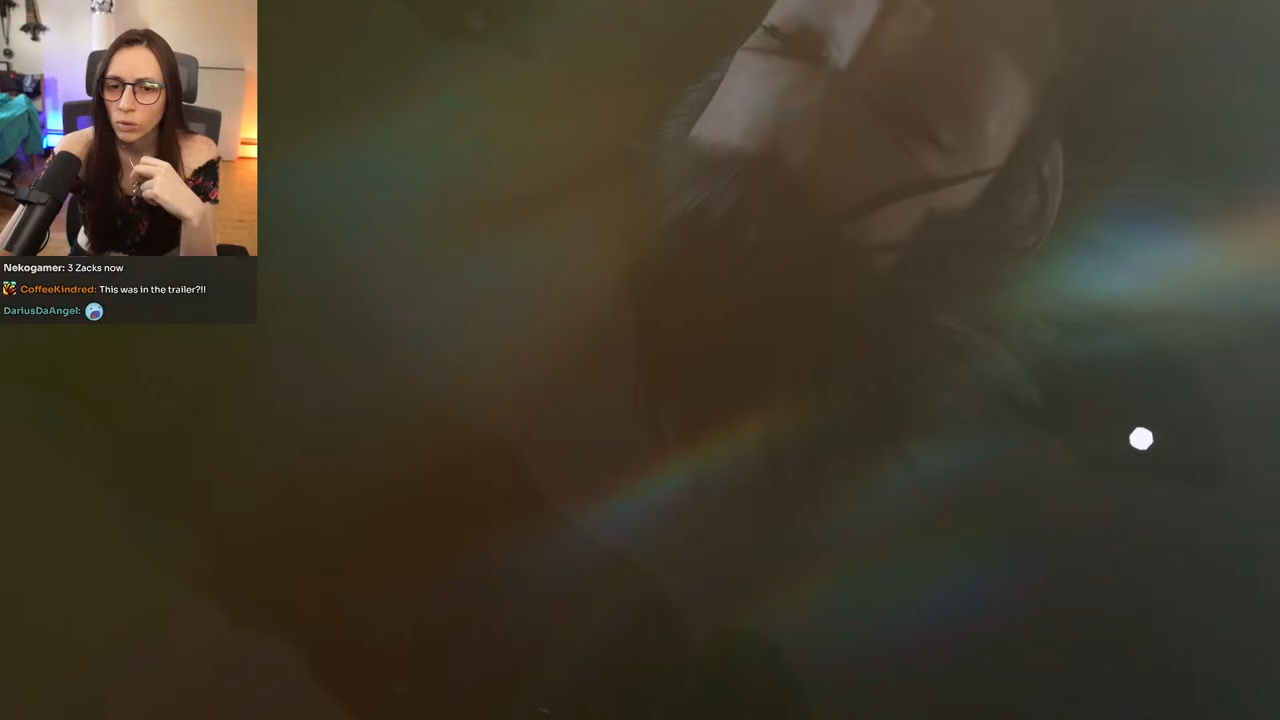 Nekogamer: 3 Zacks now
CoffeeKindred: This was in the trailer?!!
DariusDaAngel: